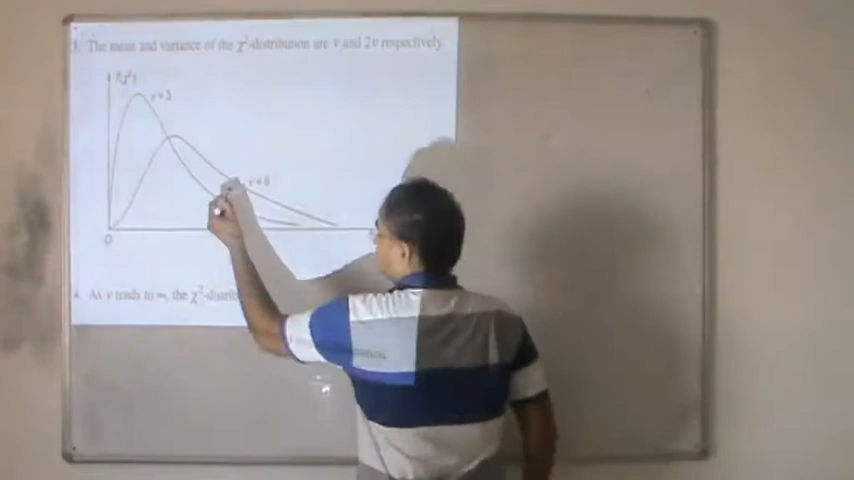 3. The mean and variance of the χ²-distribution are ν and 2ν respectively.
f(χ²)
ν = 3
ν = 6
0
4. As ν tends to ∞, the χ²-distrib